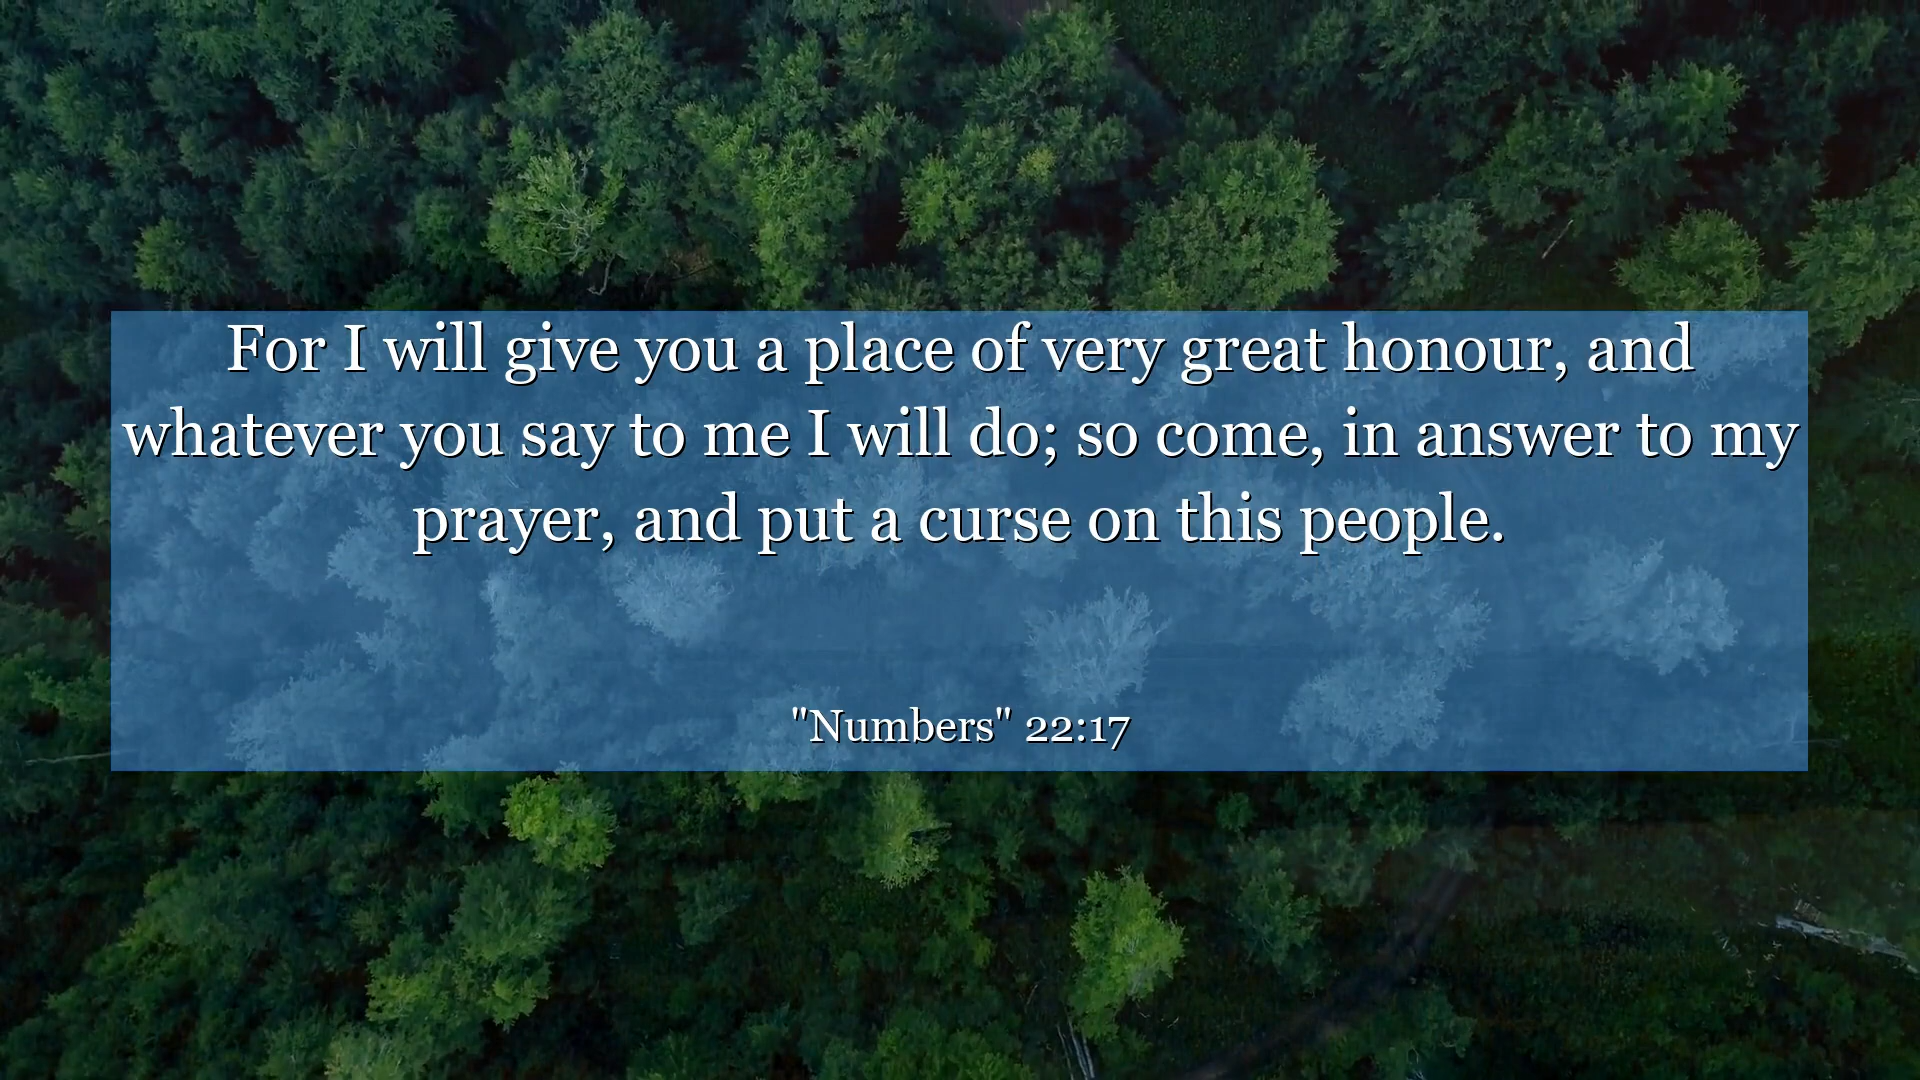 For I will give you a place of very great honour, and
whatever you say to me I will do; so come, in answer to my
prayer, and put a curse on this people.
"Numbers" 22:17